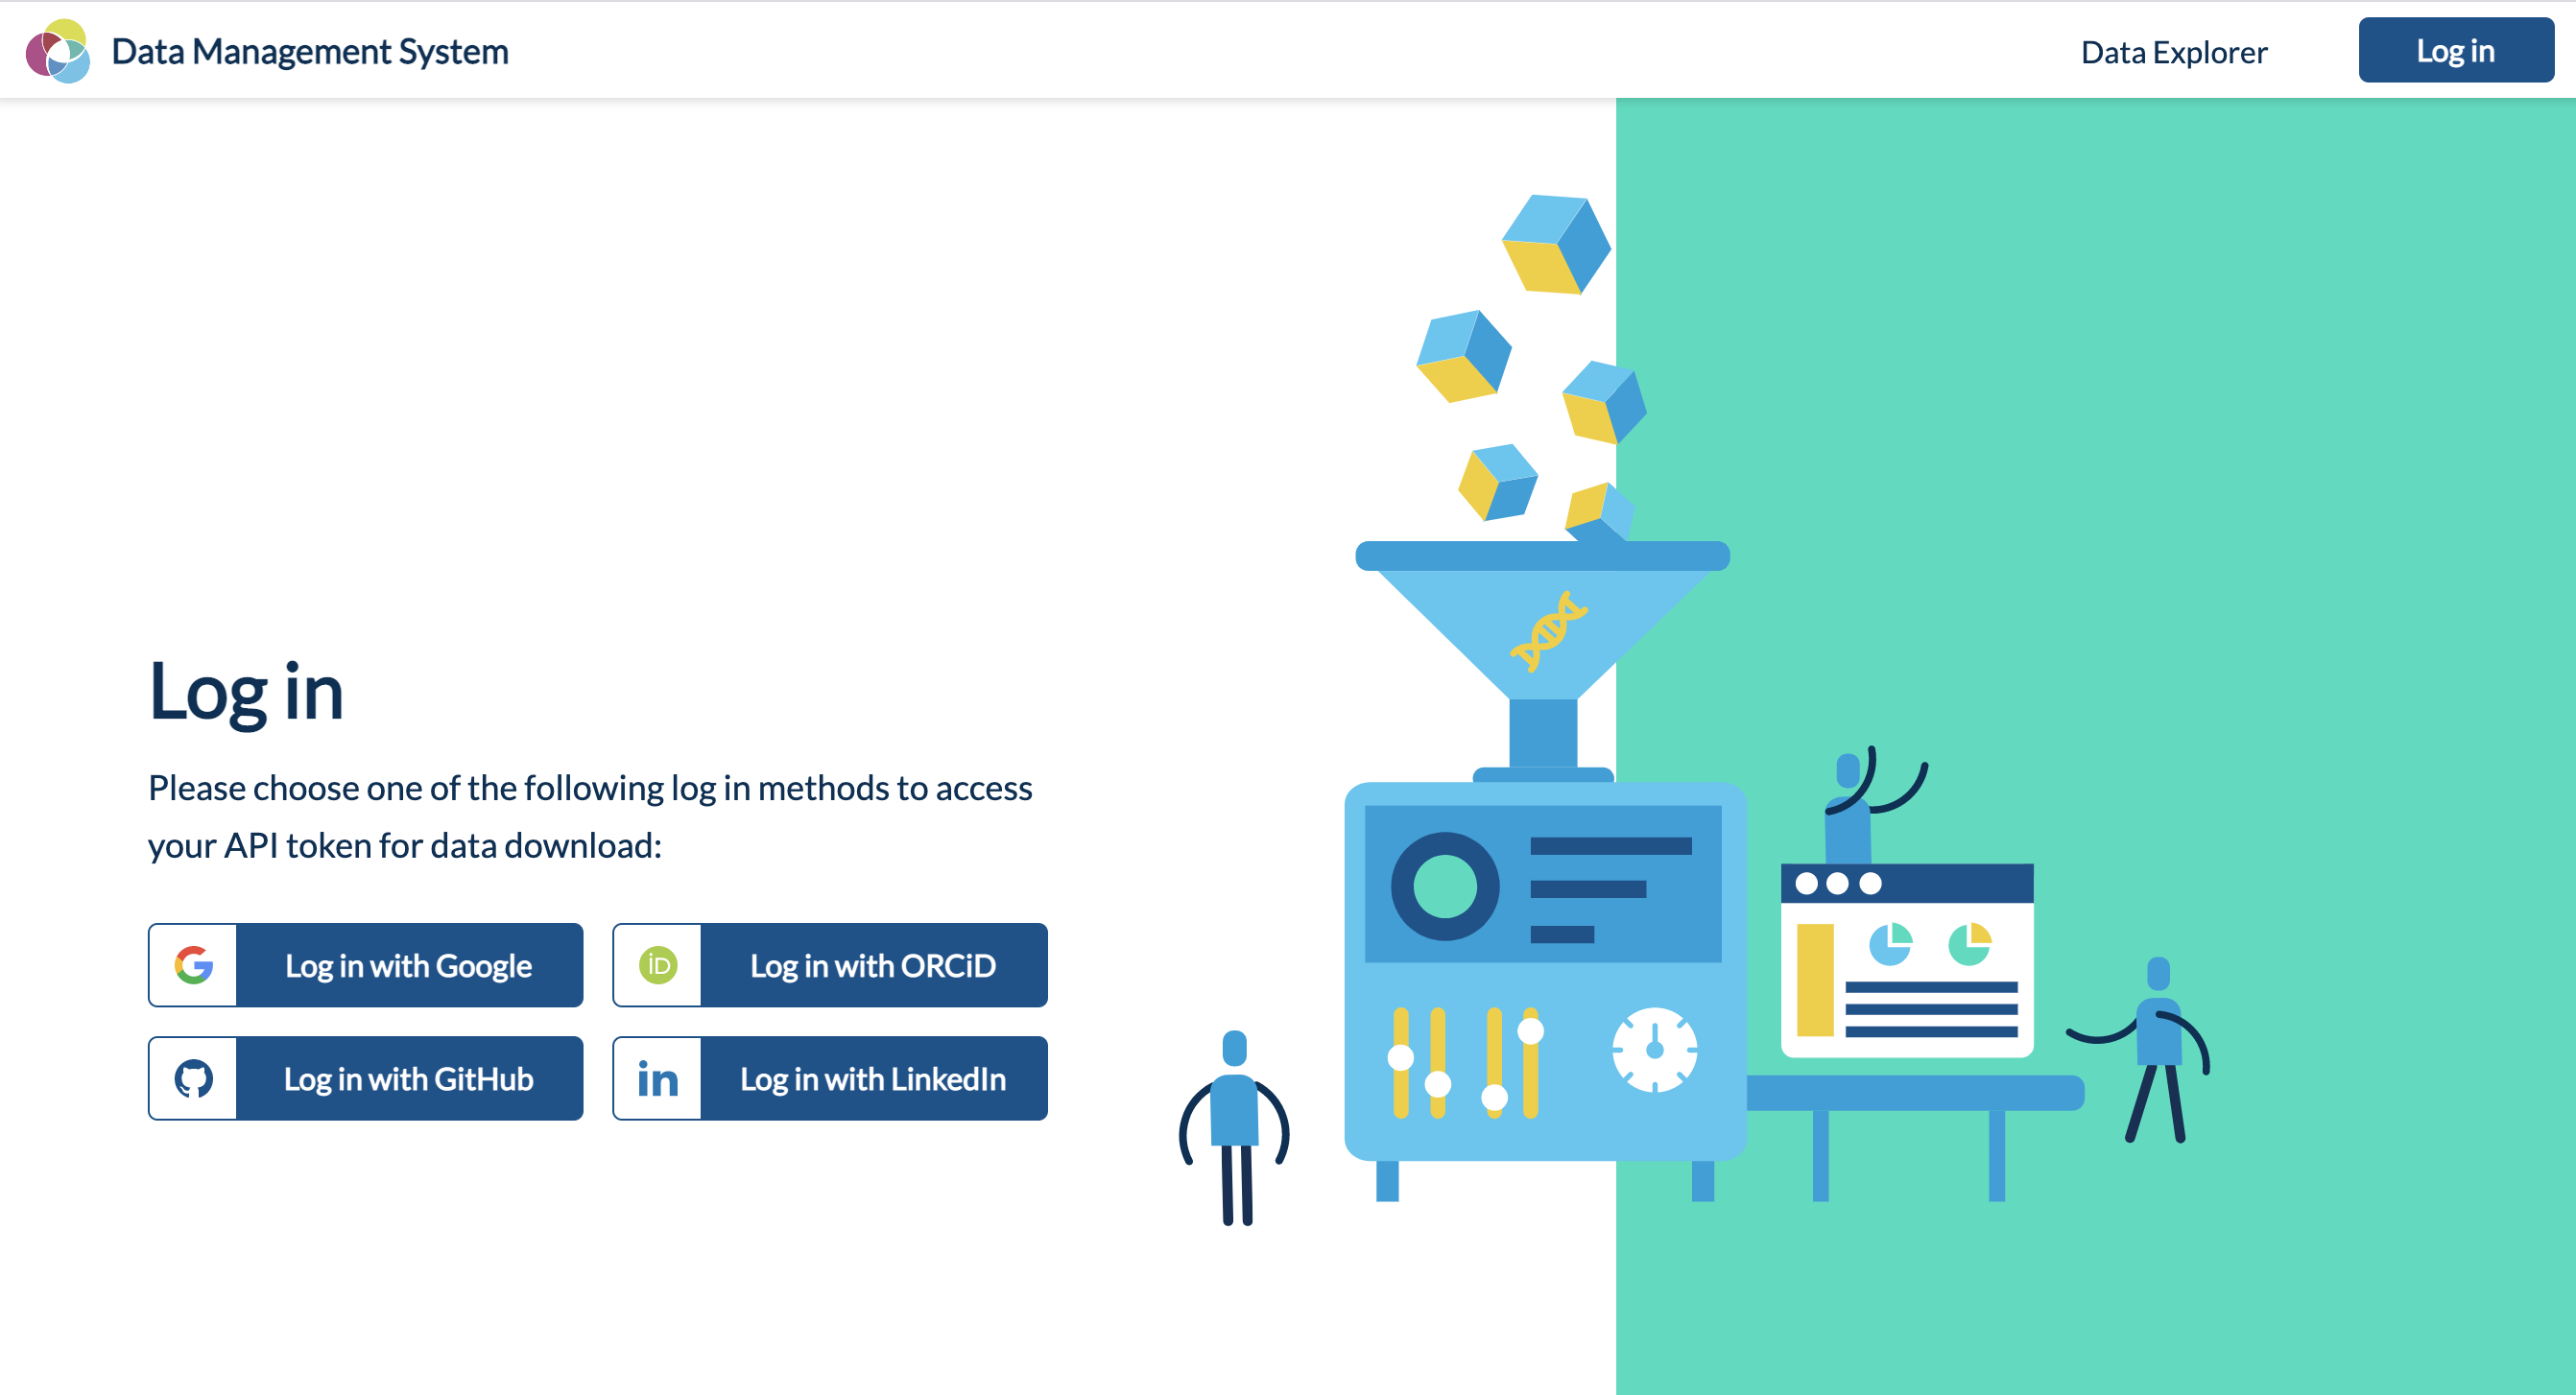 Data Management System
Data Explorer
Log in
Log in
Please choose one of the following log in methods to access
your API token for data download:
Log in with Google
iD
Log in with ORCiD
Log in with GitHub
in
Log in with LinkedIn